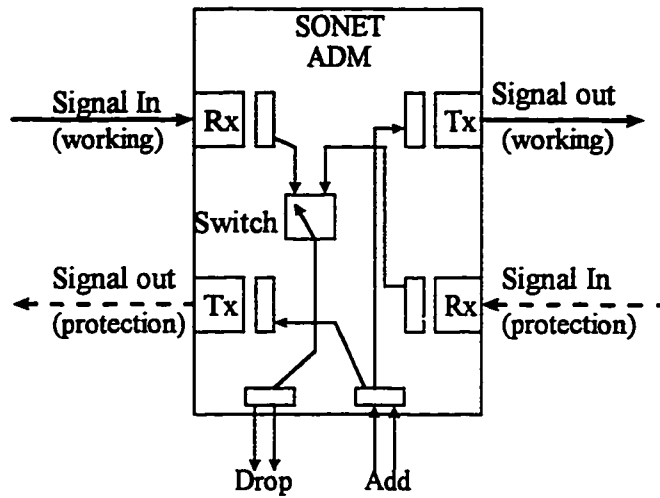 SONET
ADM
Signal In
(working)
Rx
Tx
Signal out
(working)
Switch
Signal out
(protection)
Tx
Rx
Signal In
(protection)
Drop
Add